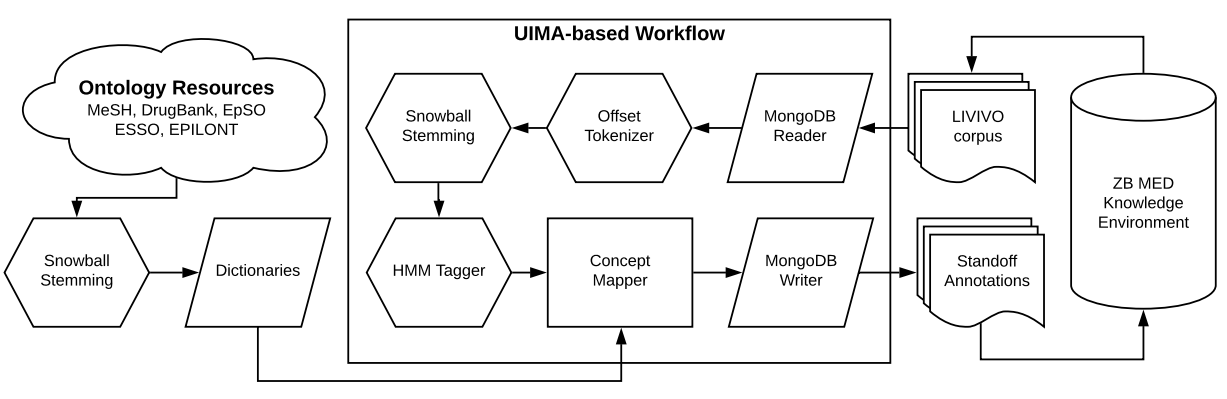 UIMA-based Workflow
Ontology Resources
MeSH, DrugBank, EpSO
ESSO, EPILONT
Snowball
Stemming
Offset
Tokenizer
MongoDB
Reader
LIVIVO
corpus
ZB MED
Knowledge
Environment
Snowball
Stemming
Dictionaries
HMM Tagger
Concept
Mapper
MongoDB
Writer
Standoff
Annotations